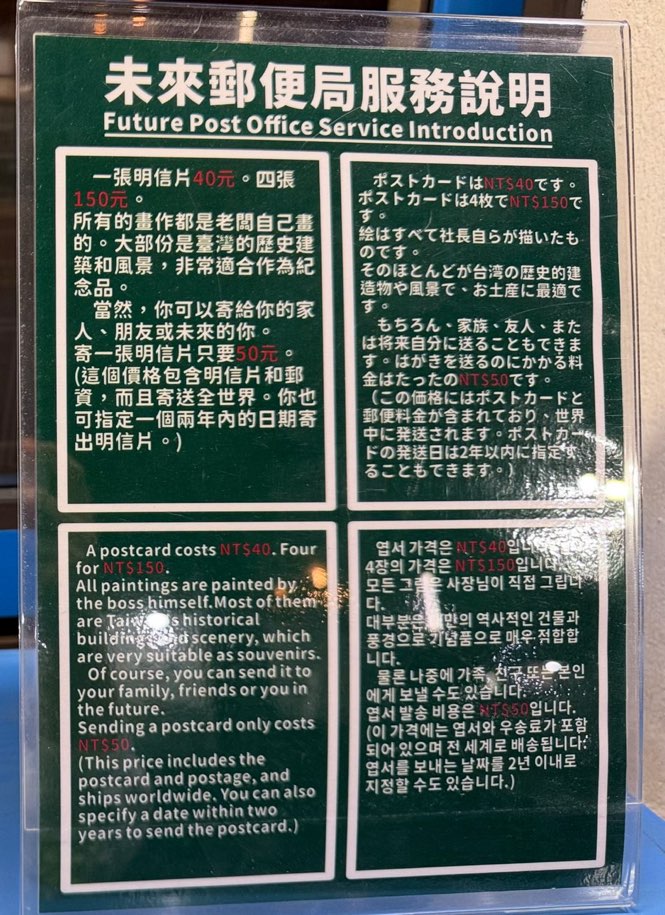 未來郵便局服務說明
Future Post Office Service Introduction
一張明信片40元。四張
150元。
所有的畫作都是老闆自己畫
的。大部份是臺灣的歷史建
築和風景，非常適合作為紀
念品。
當然，你可以寄給你的家
人、朋友或未來的你。
寄一張明信片只要50元。
(這個價格包含明信片和郵
資，而且寄送全世界。你也
可指定一個兩年內的日期寄
出明信片。)
ポストカードはNT$40です。
ポストカードは4枚でNT$150で
す。
絵はすべて社長自らが描いたも
のです。
そのほとんどが台湾の歴史的建
造物や風景で、お土産に最適で
す。
もちろん、家族、友人、また
は将来自分に送ることもできま
す。はがきを送るのにかかる料
金はたったのNT$50です。
（この価格にはポストカードと
郵便料金が含まれており、世界
中に発送されます。ポストカー
ドの発送日は2年以内に指定す
ることもできます。）
A postcard costs NT$40. Four
for NT$150.
All paintings are painted by
the boss himself.Most of them
are historical
scenery, which
are very suitable as souvenirs.
Of course, you can send it to
your family, friends or you in
the future.
Sending a postcard only costs
NT$50.
(This price includes the
postcard and postage, and
ships worldwide. You can also
specify a date within two
years to send the postcard.)
엽서 가격은 NT$40입니다.
4장의 가격은 NT$150입니다.
모든 사장님이 직접 그립니
다.
역사적인 건물과
풍경으로 기념품으로 매우 적합합
니다.
물론 나중에 가족, 친구 또는 본인
에게 보낼 수도 있습니다.
엽서 발송 비용은 NT$50입니다.
(이 가격에는 엽서와 우송료가 포함
되어 있으며 전 세계로 배송됩니다.
엽서를 보내는 날짜를 2년 이내로
지정할 수도 있습니다.)